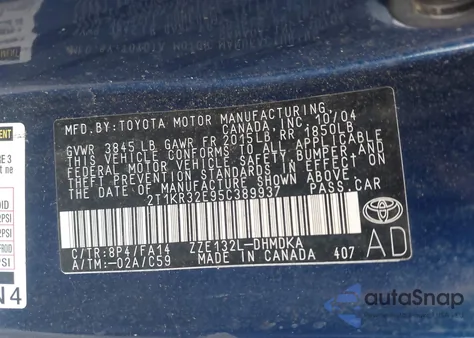 MFD. BY: TOYOTA MOTOR MANUFACTURING,
CANADA, INC. 10/04
GVWR 3845 LB GAWR FR 2015LB RR 1850LB
THIS VEHICLE CONFORMS TO ALL APPLICABLE
FEDERAL MOTOR VEHICLE SAFETY, BUMPER, AND
THEFT PREVENTION STANDARDS IN EFFECT ON
THE DATE OF MANUFACTURE SHOWN ABOVE.
2T1KR32E95C389937 PASS. CAR
C/TR: 8P4/FA14 ZZE132L-DHMDKA
A/TM: -02A/C59 MADE IN CANADA 407
TOYOTA
AD
N 4
autoSnap